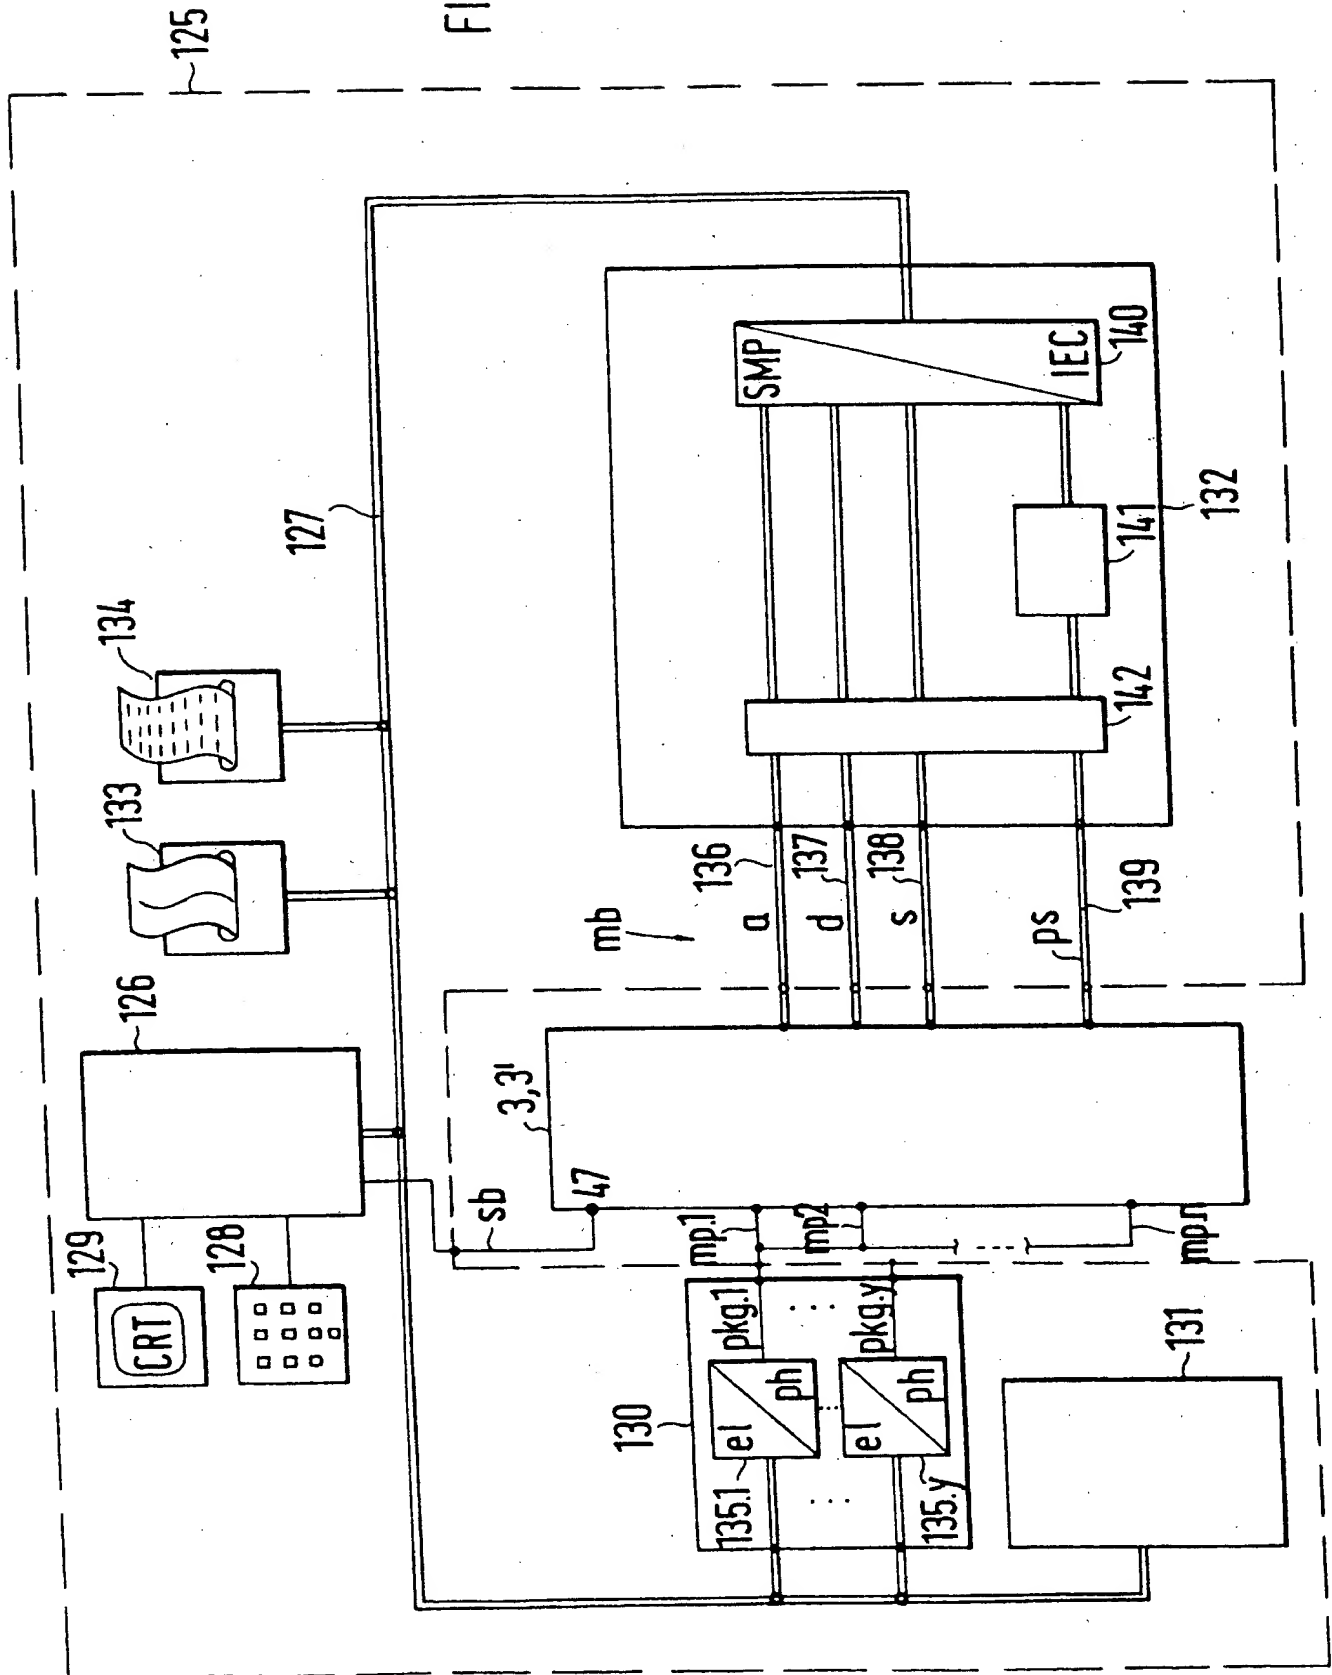 FI
125
127
134
133
126
129
CRT
128
sb
47
3,3'
mb
136
a
137
d
138
s
139
ps
SMP
IEC
140
141
142
132
mp.1
mp2
mp.n
130
pkg.1
pkg.y
el
ph
el
ph
135.1
135.y
131